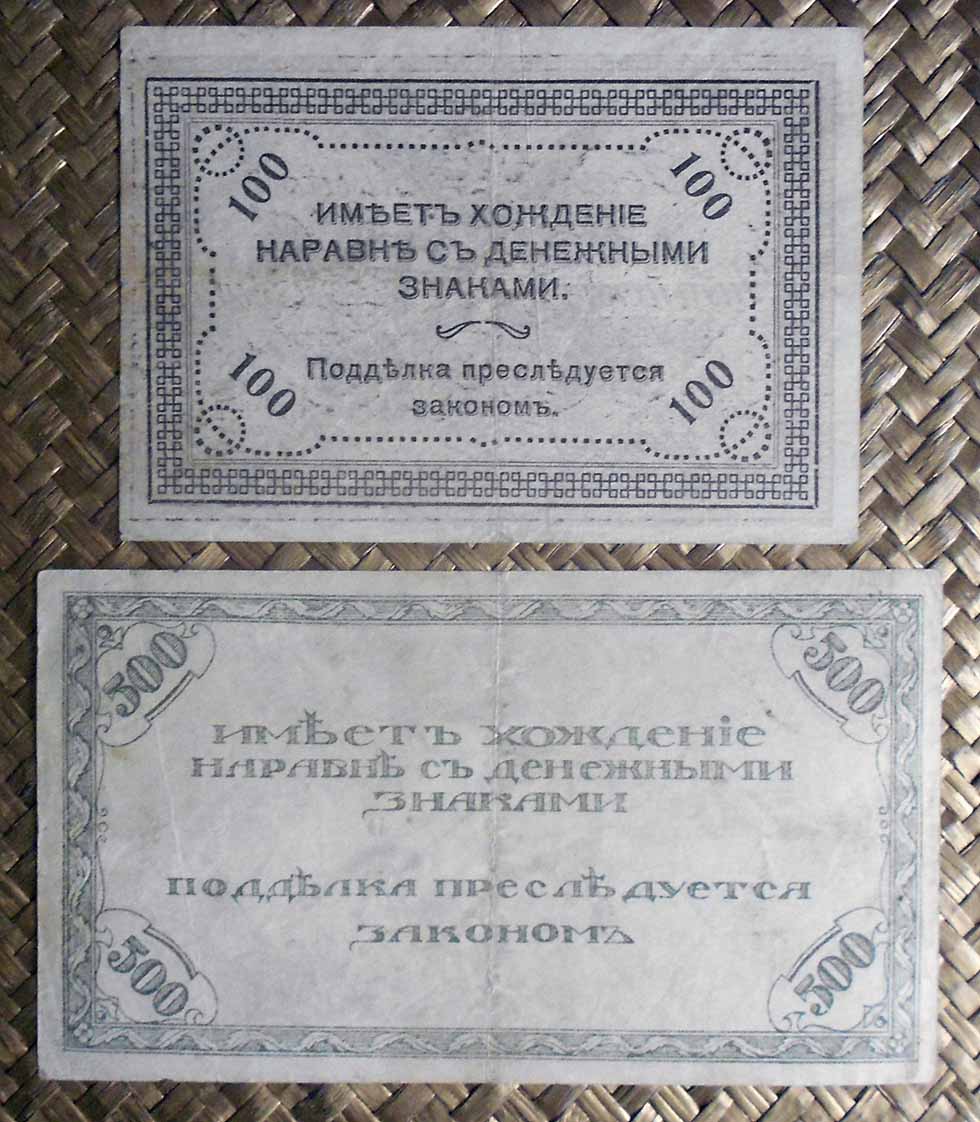 100 100
ИМѢЕТЪ ХОЖДЕНІЕ
НАРАВНѢ СЪ ДЕНЕЖНЫМИ
ЗНАКАМИ.
Поддѣлка преслѣдуется
закономъ.
100 100
500 500
ИМѢЕТЪ ХОЖДЕНіЕ
НАРАВНѢ СЪ ДЕНЕЖНЫМИ
ЗНАКАМИ
ПОДДѢЛКА ПРЕСЛѢДУЕТСЯ
ЗАКОНОМЪ
500 500